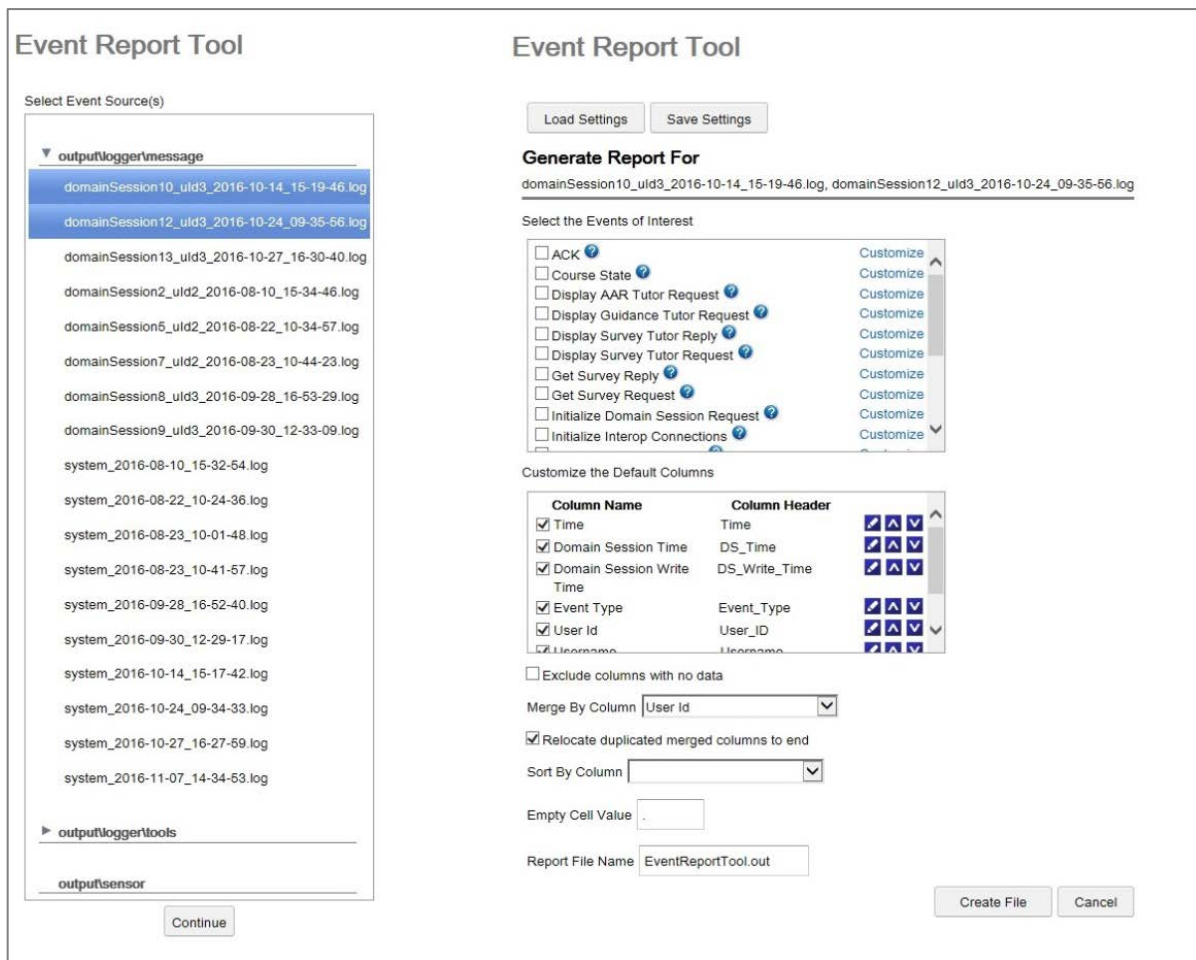 Event Report Tool
Select Event Source(s)
output\logger\message
domainSession10_uId3_2016-10-14_15-19-46.log
domainSession12_uId3_2016-10-24_09-35-56.log
domainSession13_uId3_2016-10-27_16-30-40.log
domainSession2_uId2_2016-08-10_15-34-46.log
domainSession5_uId2_2016-08-22_10-34-57.log
domainSession7_uId2_2016-08-23_10-44-23.log
domainSession8_uId3_2016-09-28_16-53-29.log
domainSession9_uId3_2016-09-30_12-33-09.log
system_2016-08-10_15-32-54.log
system_2016-08-22_10-24-36.log
system_2016-08-23_10-01-48.log
system_2016-08-23_10-41-57.log
system_2016-09-28_16-52-40.log
system_2016-09-30_12-29-17.log
system_2016-10-14_15-17-42.log
system_2016-10-24_09-34-33.log
system_2016-10-27_16-27-59.log
system_2016-11-07_14-34-53.log
output\logger\tools
output\sensor
Continue
Event Report Tool
Load Settings Save Settings
Generate Report For
domainSession10_uId3_2016-10-14_15-19-46.log, domainSession12_uId3_2016-10-24_09-35-56.log
Select the Events of Interest
ACK ? Customize
Course State ? Customize
Display AAR Tutor Request ? Customize
Display Guidance Tutor Request ? Customize
Display Survey Tutor Reply ? Customize
Display Survey Tutor Request ? Customize
Get Survey Reply ? Customize
Get Survey Request ? Customize
Initialize Domain Session Request ? Customize
Initialize Interop Connections ? Customize
Customize the Default Columns
Column Name Column Header
Time Time
Domain Session Time DS_Time
Domain Session Write DS_Write_Time
Time
Event Type Event_Type
User Id User_ID
Username Username
Exclude columns with no data
Merge By Column User Id
Relocate duplicated merged columns to end
Sort By Column
Empty Cell Value .
Report File Name EventReportTool.out
Create File Cancel